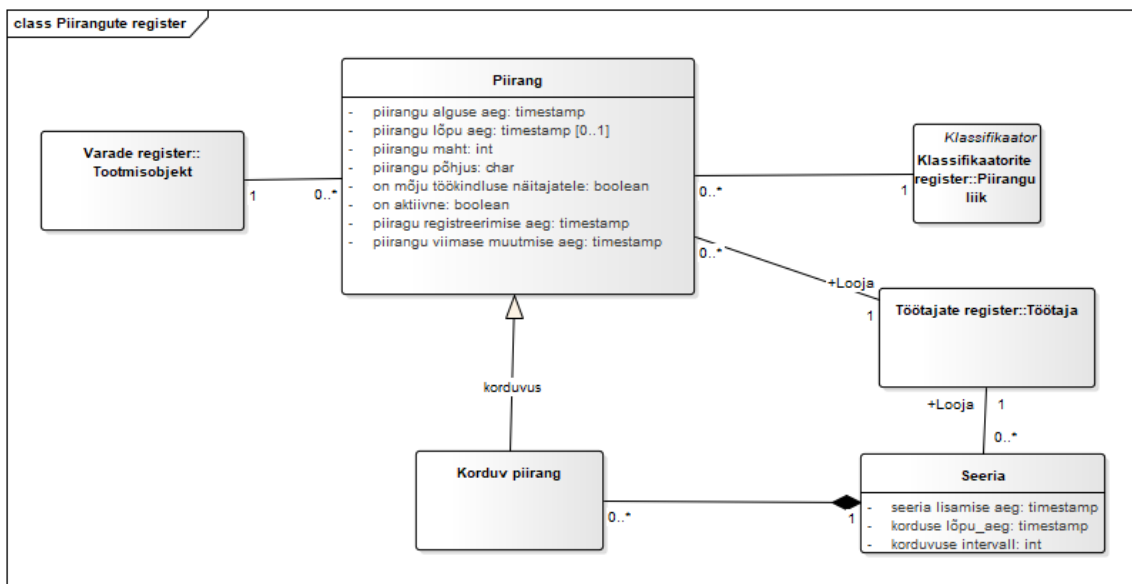 class Piirangute register
Piirang
- piirangu alguse aeg: timestamp
- piirangu lõpu aeg: timestamp [0..1]
- piirangu maht: int
- piirangu põhjus: char
- on mõju töökindluse näitajatele: boolean
- on aktiivne: boolean
- piiragu registreerimise aeg: timestamp
- piirangu viimase muutmise aeg: timestamp
Varade register::
Tootmisobjekt
1
0..*
Klassifikaator
Klassifikaatorite
register::Piirangu
liik
0..*
1
0..*
+Looja
1
Töötajate register::Töötaja
+Looja
1
0..*
korduvus
Korduv piirang
0..*
1
Seeria
- seeria lisamise aeg: timestamp
- korduse lõpu_aeg: timestamp
- korduvuse intervall: int